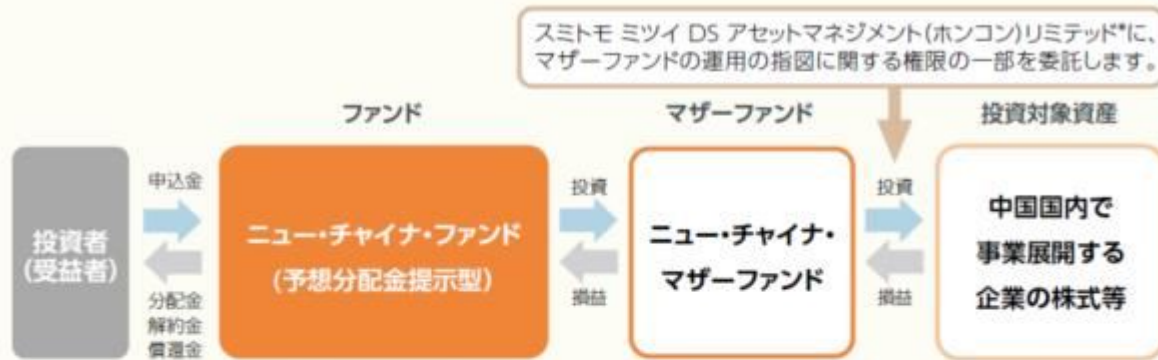 スミトモ ミツイ DS アセットマネジメント(ホンコン)リミテッド*に、
マザーファンドの運用の指図に関する権限の一部を委託します。
ファンド
マザーファンド
投資対象資産
投資者
(受益者)
申込金
分配金
解約金
償還金
ニュー・チャイナ・ファンド
(予想分配金提示型)
投資
損益
ニュー・チャイナ・
マザーファンド
投資
損益
中国国内で
事業展開する
企業の株式等